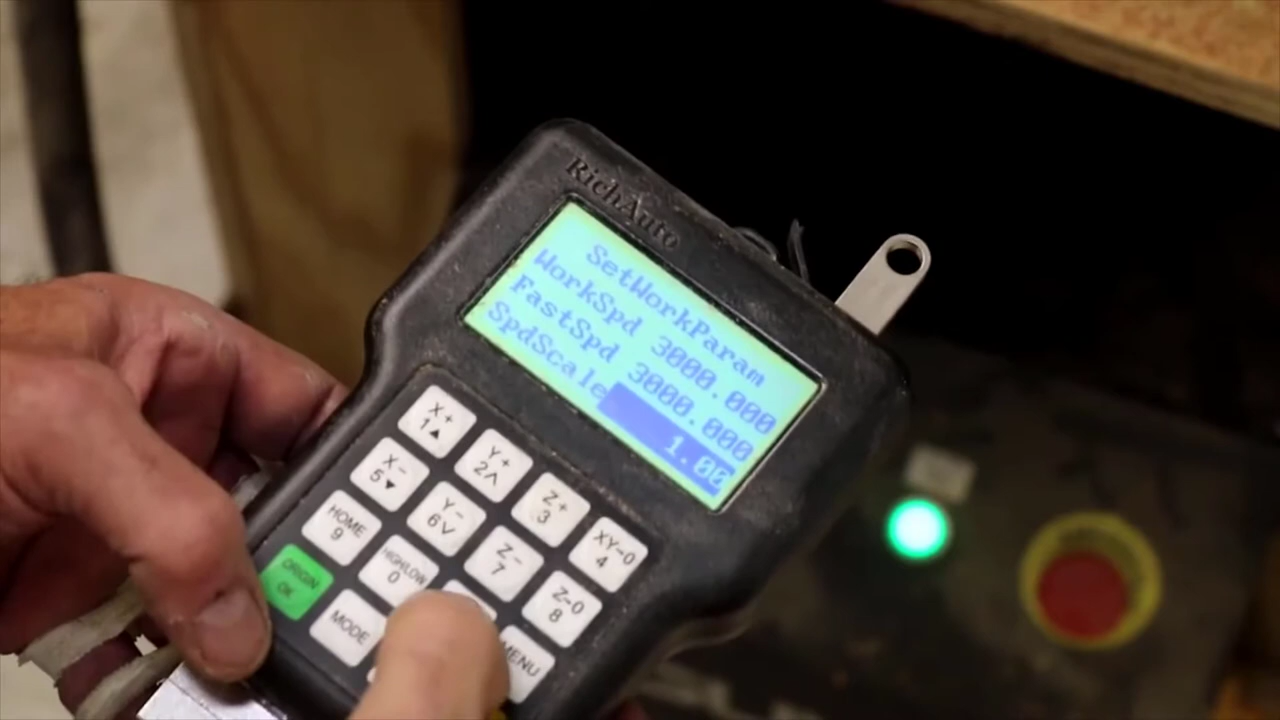 RichAuto
SetWorkParam
WorkSpd 3000.000
FastSpd 3000.000
SpdScale 1.00
X+
1▲
Y+
2∧
Z+
3
XY-0
4
X-
5▼
Y-
6∨
Z-
7
Z-0
8
HOME
9
HIGH/LOW
0
MENU
ORIGIN
OK
MODE